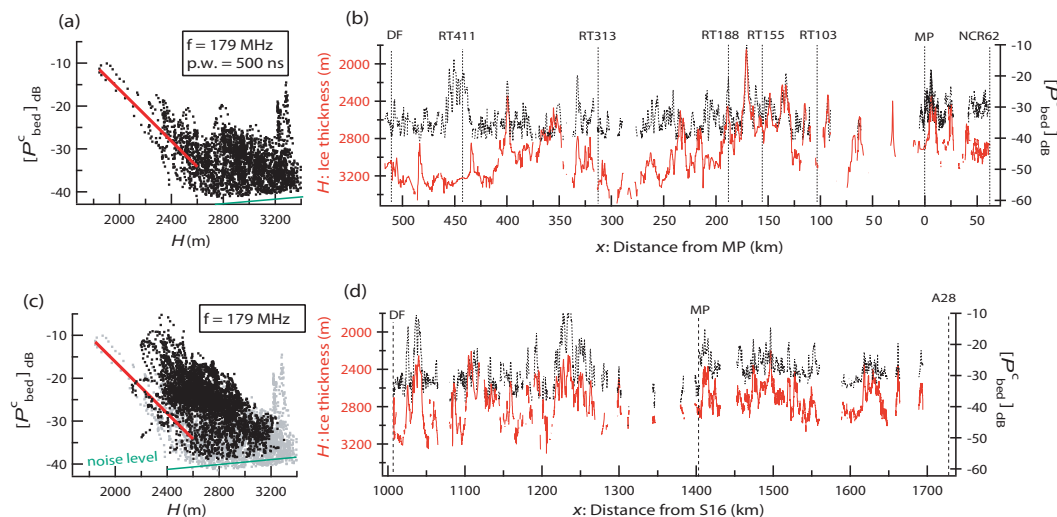 (a)
f = 179 MHz
p.w. = 500 ns
-10
-20
-30
-40
[P^c_bed] dB
2000 2400 2800 3200
H (m)
(b)
DF RT411 RT313 RT188 RT155 RT103 MP NCR62
2000
2400
2800
3200
H: Ice thickness (m)
-10
-20
-30
-40
-50
-60
[P^c_bed] dB
500 450 400 350 300 250 200 150 100 50 0 50
x: Distance from MP (km)
(c)
f = 179 MHz
-10
-20
-30
-40
[P^c_bed] dB
noise level
2000 2400 2800 3200
H (m)
(d)
DF MP A28
2000
2400
2800
3200
H: Ice thickness (m)
-10
-20
-30
-40
-50
-60
[P^c_bed] dB
1000 1100 1200 1300 1400 1500 1600 1700
x: Distance from S16 (km)